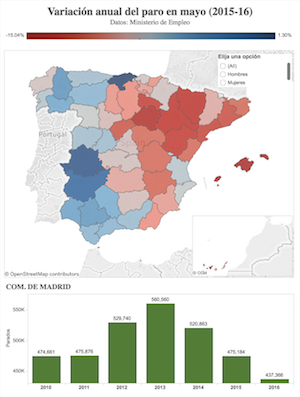 Variación anual del paro en mayo (2015-16)
Datos: Ministerio de Empleo
-15.04%
1.30%
Elija una opción
(All)
Hombres
Mujeres
Portugal
© OpenStreetMap contributors
COM. DE MADRID
550K
500K
450K
Parados
474,661
475,876
529,740
560,560
520,863
475,184
437,366
2010
2011
2012
2013
2014
2015
2016